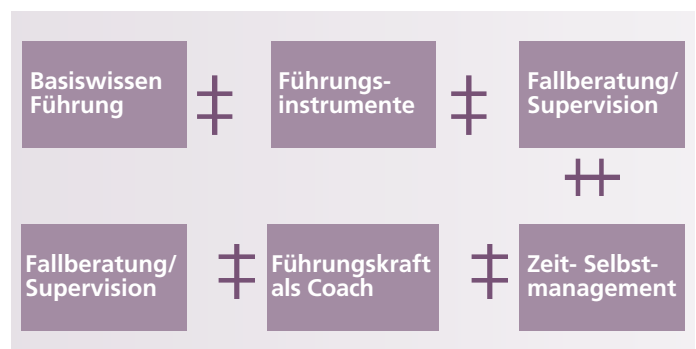 Basiswissen
Führung
Führungs-
instrumente
Fallberatung/
Supervision
Fallberatung/
Supervision
Führungskraft
als Coach
Zeit- Selbst-
management